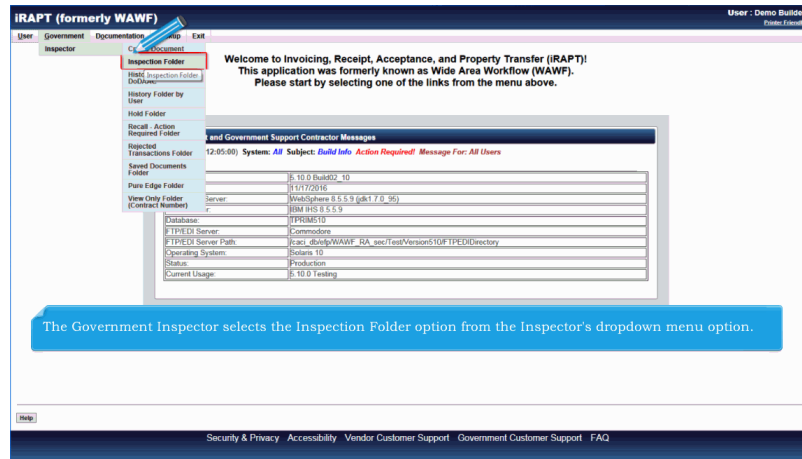 iRAPT (formerly WAWF)
User : Demo Builde
Printer Friendl
User Government Documentation Lookup Exit
Inspector
Document
Inspection Folder
Inspection Folder
History Folder by
User
Hold Folder
Recall - Action
Required Folder
Rejected
Transactions Folder
Saved Documents
Folder
Pure Edge Folder
View Only Folder
(Contract Number)
Welcome to Invoicing, Receipt, Acceptance, and Property Transfer (iRAPT)!
This application was formerly known as Wide Area Workflow (WAWF).
Please start by selecting one of the links from the menu above.
t and Government Support Contractor Messages
12:05:00) System: All Subject: Build Info Action Required! Message For: All Users
5.10.0 Build02_10
11/17/2016
Server: WebSphere 8.5.5.9 (jdk1.7.0_95)
r: IBM IHS 8.5.5.9
Database: TPRIM510
FTP/EDI Server: Commodore
FTP/EDI Server Path: /caci_db/efp/WAWF_RA_sec/Test/Version510/FTPEDIDirectory
Operating System: Solaris 10
Status: Production
Current Usage: 5.10.0 Testing
The Government Inspector selects the Inspection Folder option from the Inspector's dropdown menu option.
Help
Security & Privacy Accessibility Vendor Customer Support Government Customer Support FAQ